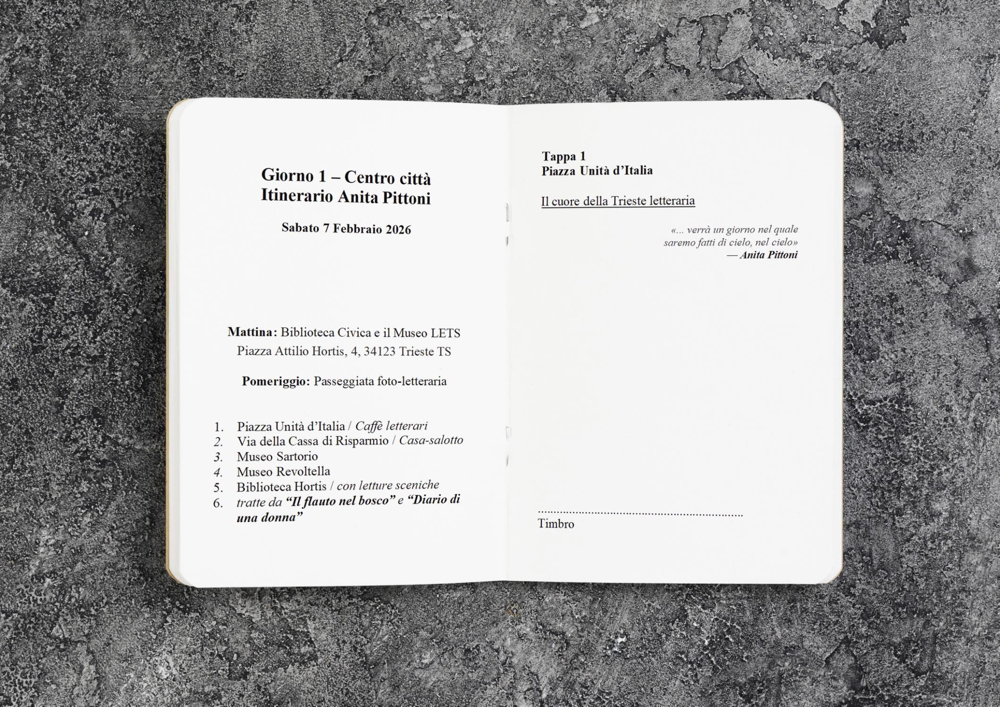 Giorno 1 – Centro città
Itinerario Anita Pittoni
Sabato 7 Febbraio 2026
Mattina: Biblioteca Civica e il Museo LETS
Piazza Attilio Hortis, 4, 34123 Trieste TS
Pomeriggio: Passeggiata foto-letteraria
1. Piazza Unità d’Italia / Caffè letterari
2. Via della Cassa di Risparmio / Casa-salotto
3. Museo Sartorio
4. Museo Revoltella
5. Biblioteca Hortis / con letture sceniche
6. tratte da “Il flauto nel bosco” e “Diario di
una donna”
Tappa 1
Piazza Unità d’Italia
Il cuore della Trieste letteraria
«... verrà un giorno nel quale
saremo fatti di cielo, nel cielo»
— Anita Pittoni
Timbro